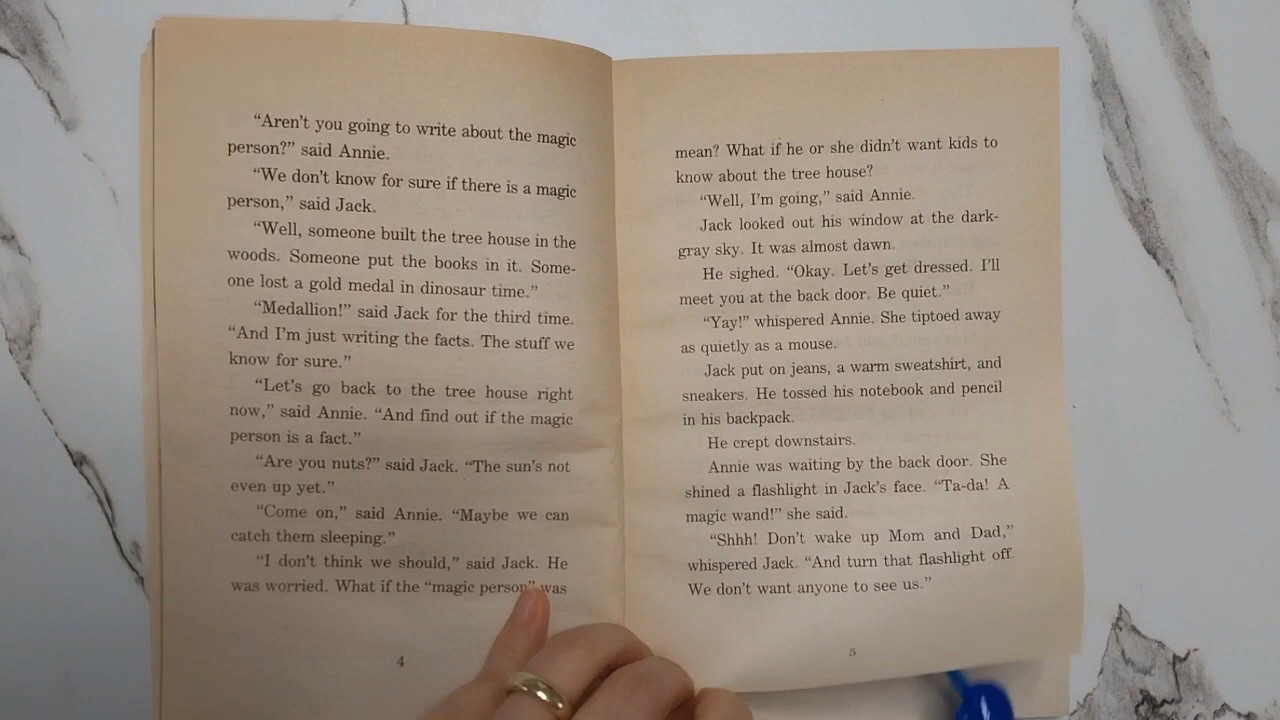 “Aren’t you going to write about the magic
person?” said Annie.
“We don’t know for sure if there is a magic
person,” said Jack.
“Well, someone built the tree house in the
woods. Someone put the books in it. Some-
one lost a gold medal in dinosaur time.”
“Medallion!” said Jack for the third time.
“And I’m just writing the facts. The stuff we
know for sure.”
“Let’s go back to the tree house right
now,” said Annie. “And find out if the magic
person is a fact.”
“Are you nuts?” said Jack. “The sun’s not
even up yet.”
“Come on,” said Annie. “Maybe we can
catch them sleeping.”
“I don’t think we should,” said Jack. He
was worried. What if the “magic person” was
4
mean? What if he or she didn’t want kids to
know about the tree house?
“Well, I’m going,” said Annie.
Jack looked out his window at the dark-
gray sky. It was almost dawn.
He sighed. “Okay. Let’s get dressed. I’ll
meet you at the back door. Be quiet.”
“Yay!” whispered Annie. She tiptoed away
as quietly as a mouse.
Jack put on jeans, a warm sweatshirt, and
sneakers. He tossed his notebook and pencil
in his backpack.
He crept downstairs.
Annie was waiting by the back door. She
shined a flashlight in Jack’s face. “Ta-da! A
magic wand!” she said.
“Shhh! Don’t wake up Mom and Dad,”
whispered Jack. “And turn that flashlight off.
We don’t want anyone to see us.”
5